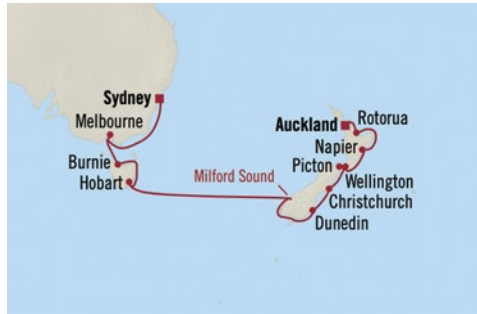 Sydney
Melbourne
Auckland
Rotorua
Napier
Burnie
Picton
Hobart
Milford Sound
Wellington
Christchurch
Dunedin